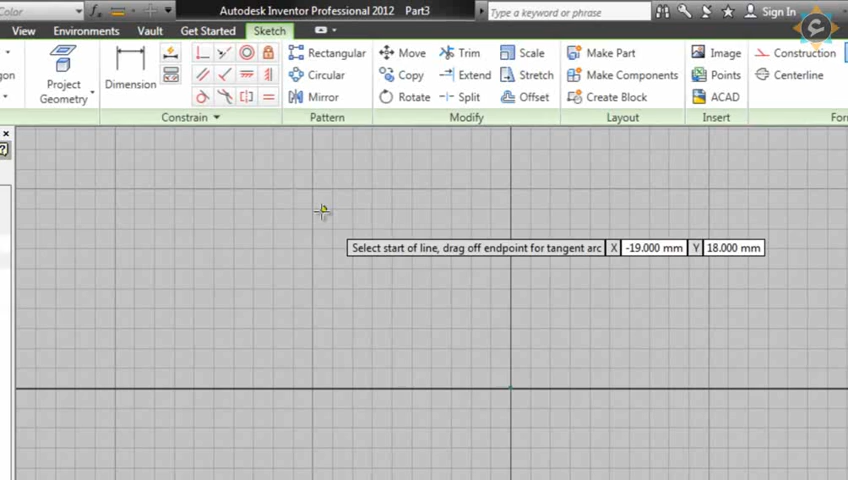 Color
Autodesk Inventor Professional 2012 Part3
Type a keyword or phrase
Sign In
View Environments Vault Get Started Sketch
Project Geometry
Dimension
Rectangular
Circular
Mirror
Move
Copy
Rotate
Trim
Extend
Split
Scale
Stretch
Offset
Make Part
Make Components
Create Block
Image
Points
ACAD
Construction
Centerline
gon
Constrain Pattern Modify Layout Insert For
Select start of line, drag off endpoint for tangent arc X -19.000 mm Y 18.000 mm